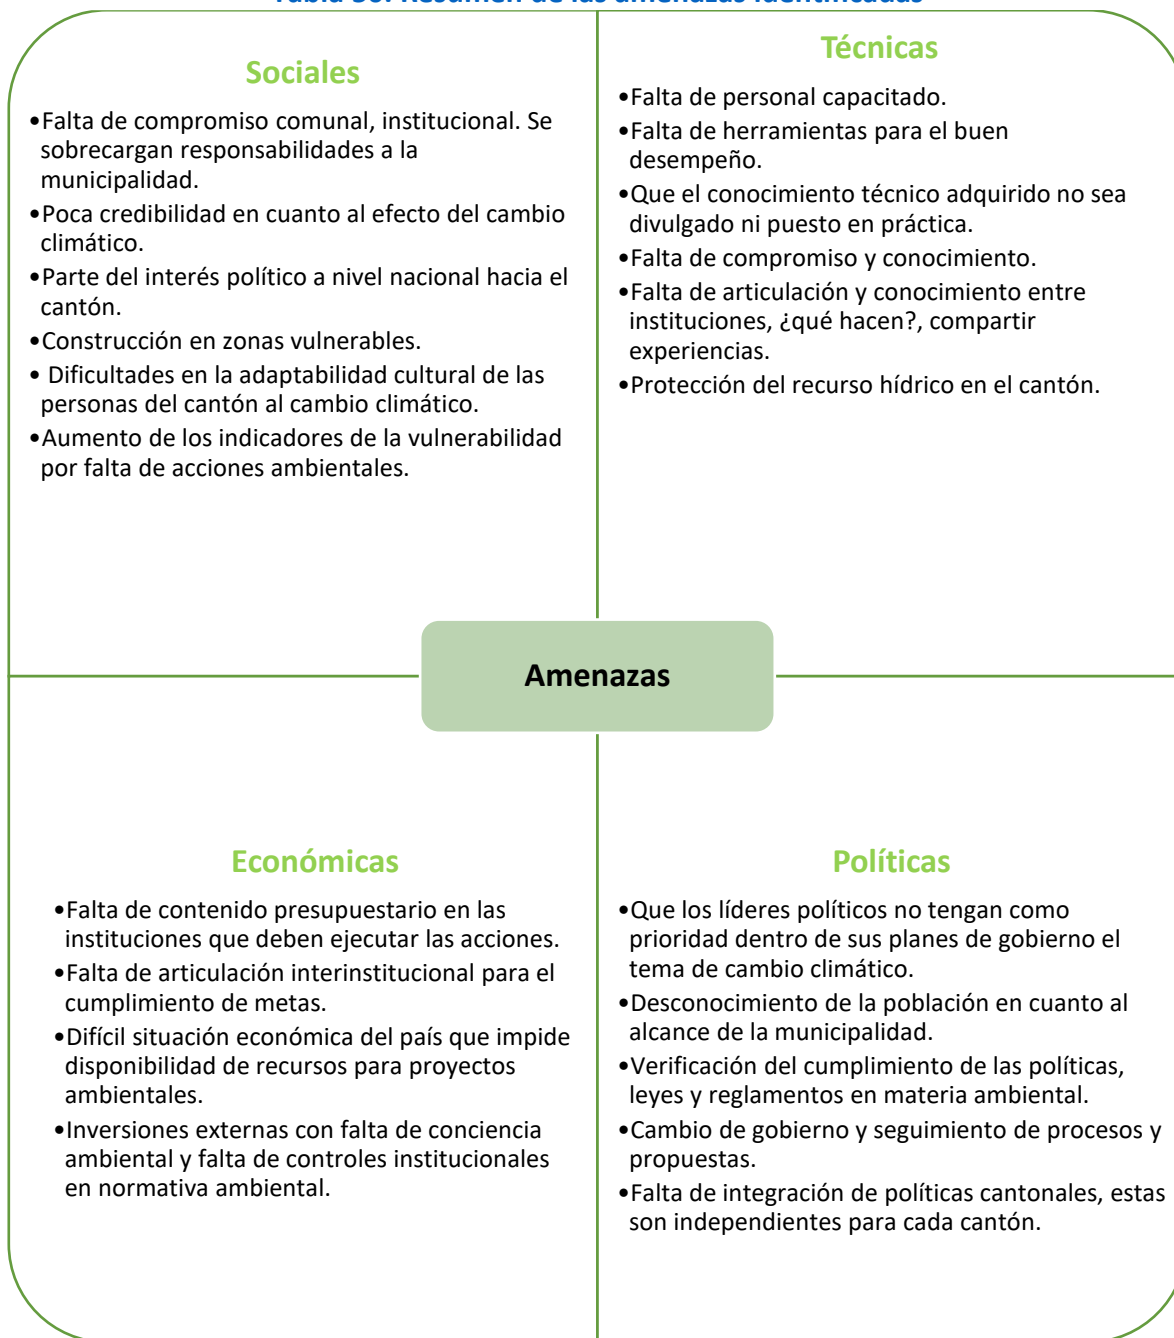 Tabla 30. Resumen de las amenazas identificadas
Sociales
•Falta de compromiso comunal, institucional. Se
sobrecargan responsabilidades a la
municipalidad.
•Poca credibilidad en cuanto al efecto del cambio
climático.
•Parte del interés político a nivel nacional hacia el
cantón.
•Construcción en zonas vulnerables.
• Dificultades en la adaptabilidad cultural de las
personas del cantón al cambio climático.
•Aumento de los indicadores de la vulnerabilidad
por falta de acciones ambientales.
Técnicas
•Falta de personal capacitado.
•Falta de herramientas para el buen
desempeño.
•Que el conocimiento técnico adquirido no sea
divulgado ni puesto en práctica.
•Falta de compromiso y conocimiento.
•Falta de articulación y conocimiento entre
instituciones, ¿qué hacen?, compartir
experiencias.
•Protección del recurso hídrico en el cantón.
Amenazas
Económicas
•Falta de contenido presupuestario en las
instituciones que deben ejecutar las acciones.
•Falta de articulación interinstitucional para el
cumplimiento de metas.
•Difícil situación económica del país que impide
disponibilidad de recursos para proyectos
ambientales.
•Inversiones externas con falta de conciencia
ambiental y falta de controles institucionales
en normativa ambiental.
Políticas
•Que los líderes políticos no tengan como
prioridad dentro de sus planes de gobierno el
tema de cambio climático.
•Desconocimiento de la población en cuanto al
alcance de la municipalidad.
•Verificación del cumplimiento de las políticas,
leyes y reglamentos en materia ambiental.
•Cambio de gobierno y seguimiento de procesos y
propuestas.
•Falta de integración de políticas cantonales, estas
son independientes para cada cantón.